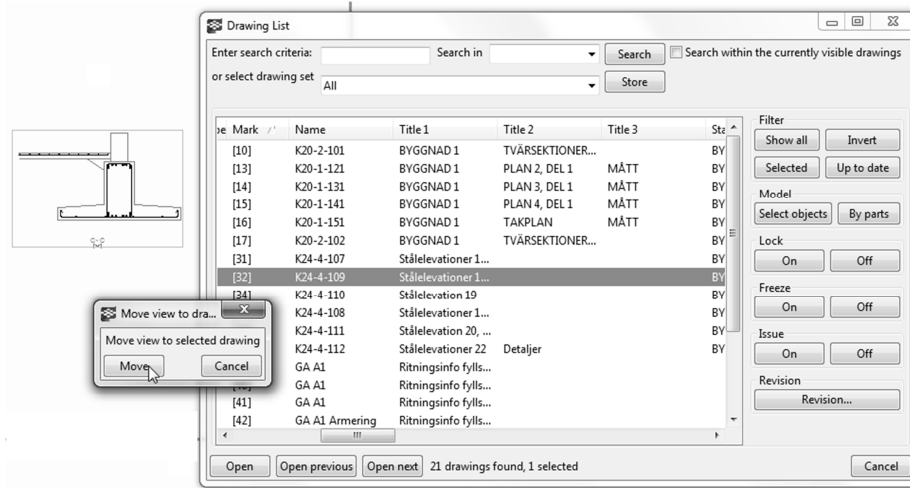 Drawing List
Enter search criteria: Search in Search Search within the currently visible drawings
or select drawing set All Store
pe Mark Name Title 1 Title 2 Title 3 Sta
[10] K20-2-101 BYGGNAD 1 TVÄRSEKTIONER... BY
[13] K20-1-121 BYGGNAD 1 PLAN 2, DEL 1 MÅTT BY
[14] K20-1-131 BYGGNAD 1 PLAN 3, DEL 1 MÅTT BY
[15] K20-1-141 BYGGNAD 1 PLAN 4, DEL 1 MÅTT BY
[16] K20-1-151 BYGGNAD 1 TAKPLAN MÅTT BY
[17] K20-2-102 BYGGNAD 1 TVÄRSEKTIONER... BY
[31] K24-4-107 Stålelevationer 1... BY
[32] K24-4-109 Stålelevationer 1... BY
[34] K24-4-110 Stålelevation 19 BY
K24-4-108 Stålelevationer 1... BY
K24-4-111 Stålelevation 20, ... BY
K24-4-112 Stålelevationer 22 Detaljer BY
GA A1 Ritningsinfo fylls...
GA A1 Ritningsinfo fylls...
[41] GA A1 Ritningsinfo fylls...
[42] GA A1 Armering Ritningsinfo fylls...
Filter
Show all Invert
Selected Up to date
Model
Select objects By parts
Lock
On Off
Freeze
On Off
Issue
On Off
Revision
Revision...
Open Open previous Open next 21 drawings found, 1 selected Cancel
C-C
Move view to dra...
Move view to selected drawing
Move Cancel